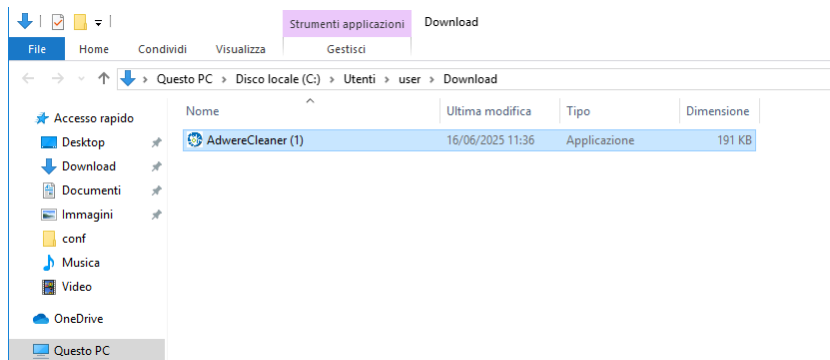 Strumenti applicazioni Download
File Home Condividi Visualizza Gestisci
Questo PC > Disco locale (C:) > Utenti > user > Download
Nome Ultima modifica Tipo Dimensione
AdwereCleaner (1) 16/06/2025 11:36 Applicazione 191 KB
Accesso rapido
Desktop
Download
Documenti
Immagini
conf
Musica
Video
OneDrive
Questo PC